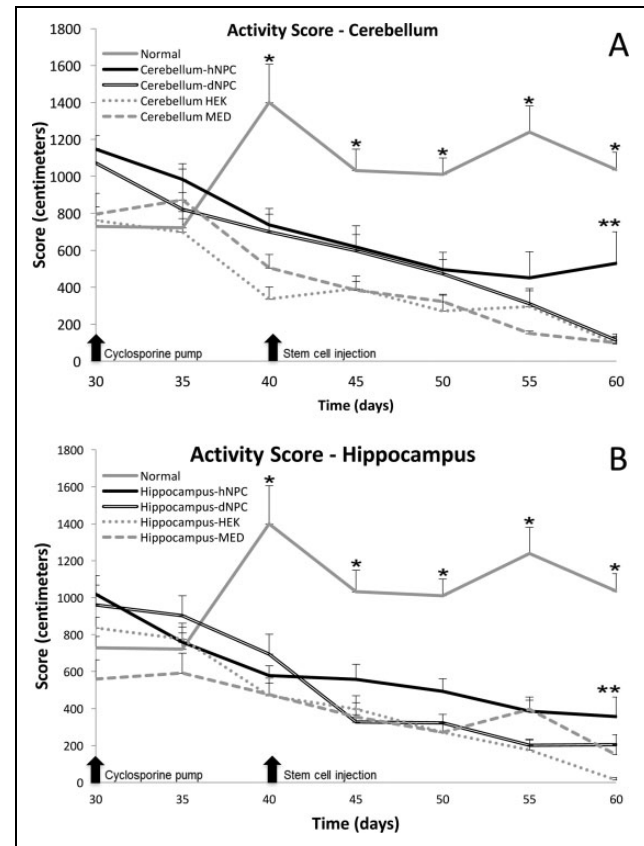 Activity Score - Cerebellum
A
Normal
Cerebellum-hNPC
Cerebellum-dNPC
Cerebellum HEK
Cerebellum MED
1800
1600
1400
1200
1000
800
600
400
200
0
Score (centimeters)
* * * * * **
Cyclosporine pump Stem cell injection
30 35 40 45 50 55 60
Time (days)
Activity Score - Hippocampus
B
Normal
Hippocampus-hNPC
Hippocampus-dNPC
Hippocampus-HEK
Hippocampus-MED
1800
1600
1400
1200
1000
800
600
400
200
0
Score (centimeters)
* * * * * **
Cyclosporine pump Stem cell injection
30 35 40 45 50 55 60
Time (days)